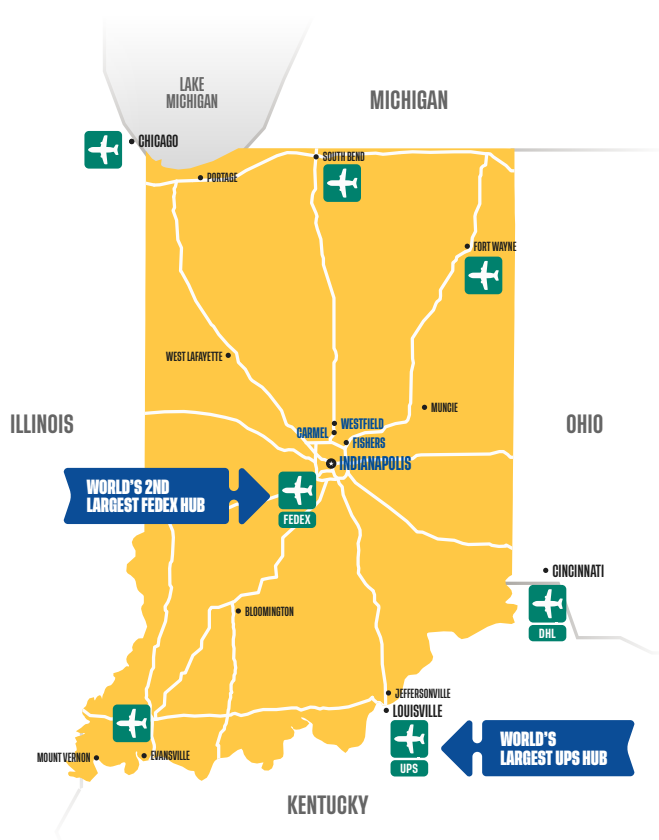 LAKE
MICHIGAN
MICHIGAN
CHICAGO
SOUTH BEND
PORTAGE
FORT WAYNE
WEST LAFAYETTE
MUNCIE
ILLINOIS
OHIO
WESTFIELD
CARMEL
FISHERS
INDIANAPOLIS
WORLD'S 2ND
LARGEST FEDEX HUB
FEDEX
CINCINNATI
DHL
BLOOMINGTON
JEFFERSONVILLE
LOUISVILLE
WORLD'S
LARGEST UPS HUB
UPS
MOUNT VERNON
EVANSVILLE
KENTUCKY